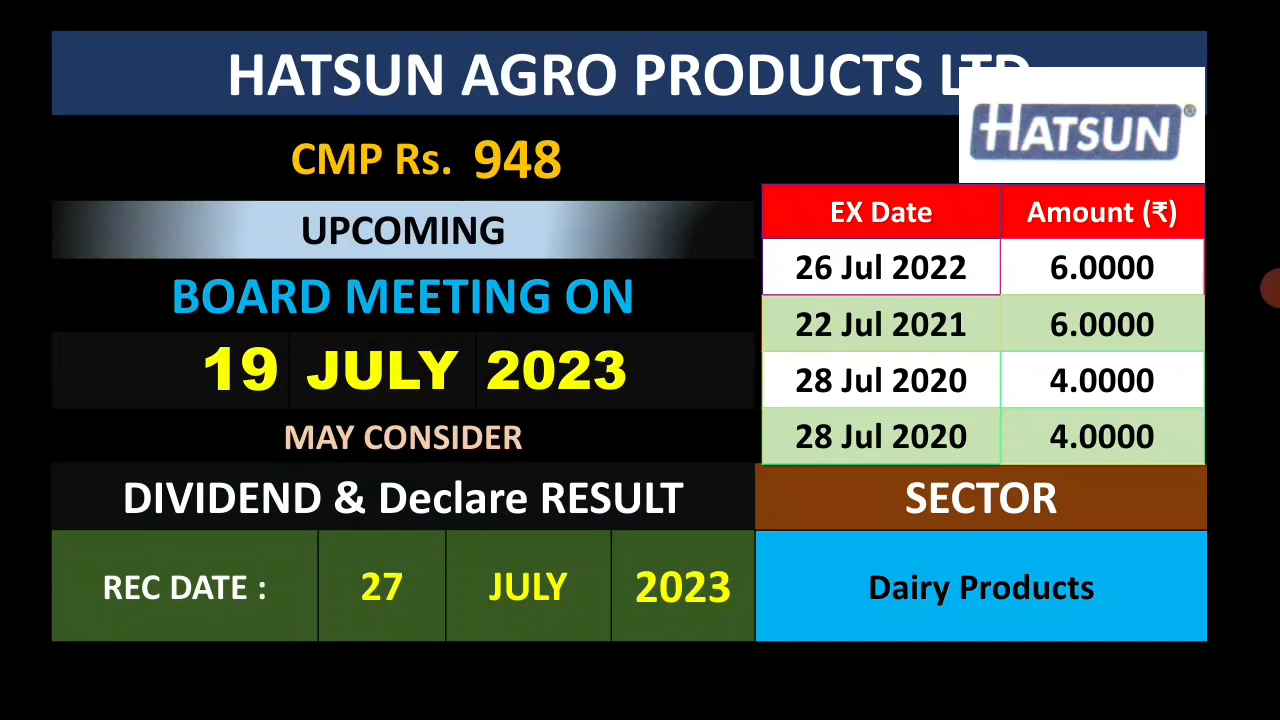 HATSUN AGRO PRODUCTS LTD
HATSUN®
CMP Rs. 948
UPCOMING
BOARD MEETING ON
19 JULY 2023
MAY CONSIDER
DIVIDEND & Declare RESULT
REC DATE : 27 JULY 2023
EX Date Amount (₹)
26 Jul 2022 6.0000
22 Jul 2021 6.0000
28 Jul 2020 4.0000
28 Jul 2020 4.0000
SECTOR
Dairy Products